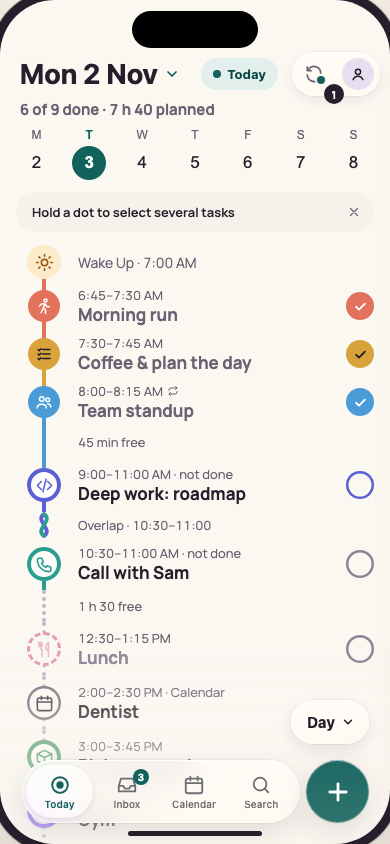 Mon 2 Nov
Today
1
6 of 9 done · 7 h 40 planned
M T W T F S S
2 3 4 5 6 7 8
Hold a dot to select several tasks
Wake Up · 7:00 AM
6:45–7:30 AM
Morning run
7:30–7:45 AM
Coffee & plan the day
8:00–8:15 AM
Team standup
45 min free
9:00–11:00 AM · not done
Deep work: roadmap
Overlap · 10:30–11:00
10:30–11:00 AM · not done
Call with Sam
1 h 30 free
12:30–1:15 PM
Lunch
2:00–2:30 PM · Calendar
Dentist
Day
3:00–3:45 PM
3
Today
Inbox
Calendar
Search
Gym